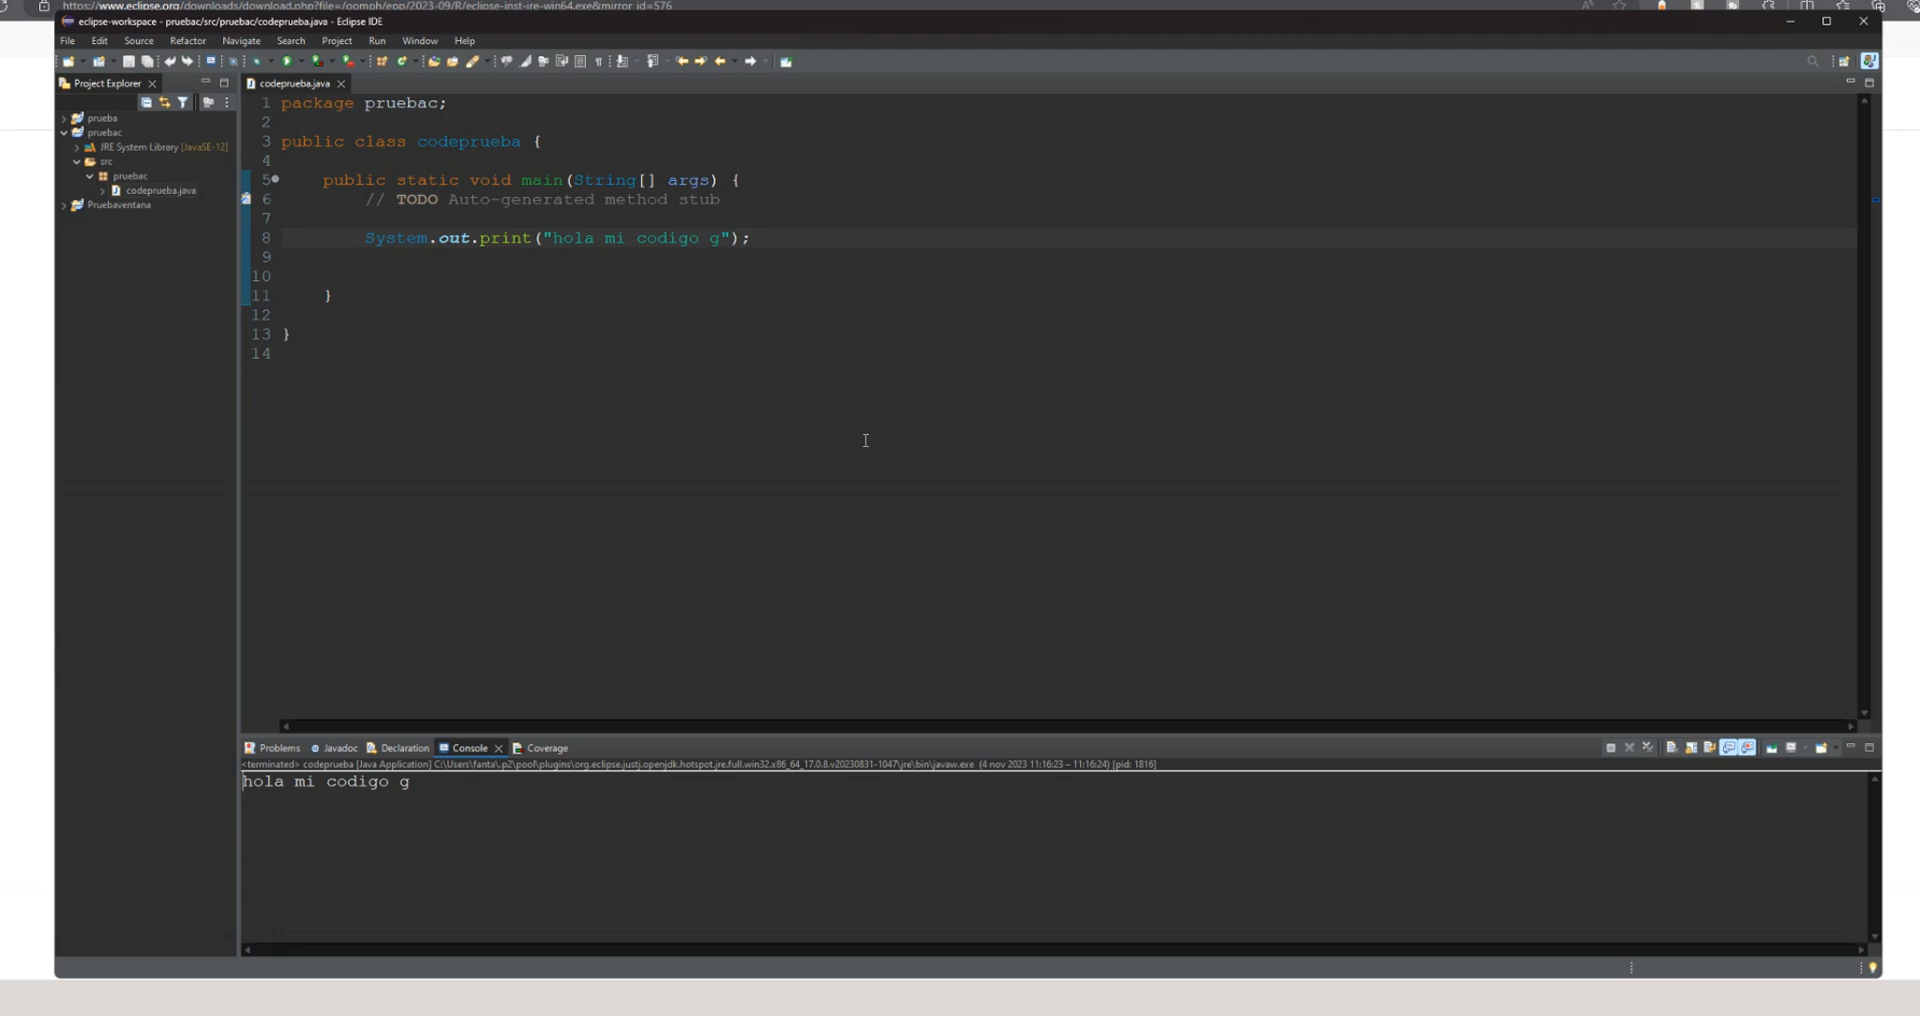 https://www.eclipse.org/downloads/download.php?file=/oomph/epp/2023-09/R/eclipse-inst-jre-win64.exe&mirror_id=576
eclipse-workspace - pruebac/src/pruebac/codeprueba.java - Eclipse IDE
File Edit Source Refactor Navigate Search Project Run Window Help
Project Explorer
codeprueba.java
prueba
pruebac
JRE System Library [JavaSE-12]
src
pruebac
codeprueba.java
Pruebaventana
1 package pruebac;
2
3 public class codeprueba {
4
5 public static void main(String[] args) {
6 // TODO Auto-generated method stub
7
8 System.out.print("hola mi codigo g");
9
10
11 }
12
13 }
14
Problems Javadoc Declaration Console Coverage
<terminated> codeprueba [Java Application] C:\Users\fanta\.p2\pool\plugins\org.eclipse.justj.openjdk.hotspot.jre.full.win32.x86_64_17.0.8.v20230831-1047\jre\bin\javaw.exe (4 nov 2023 11:16:23 – 11:16:24) [pid: 1816]
hola mi codigo g